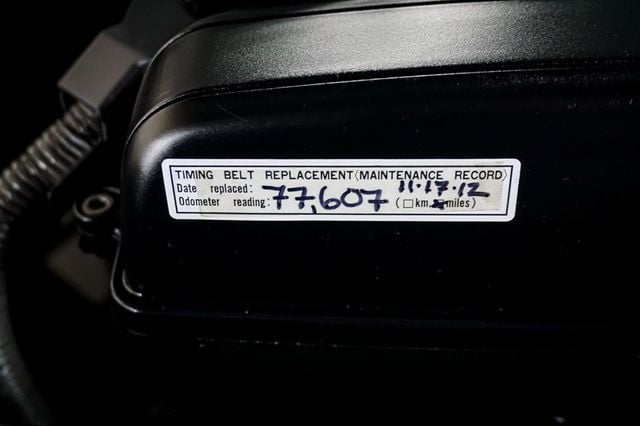 TIMING BELT REPLACEMENT(MAINTENANCE RECORD)
Date replaced: 11·17·12
Odometer reading: 77,607 (□km ☒miles)